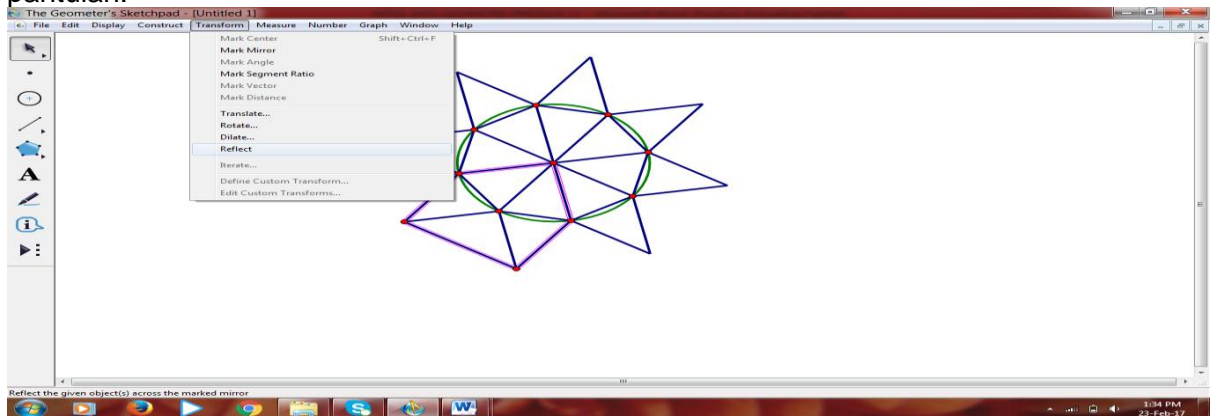 The Geometer's Sketchpad - [Untitled 1]
File Edit Display Construct Transform Measure Number Graph Window Help
Mark Center Shift+Ctrl+F
Mark Mirror
Mark Angle
Mark Segment Ratio
Mark Vector
Mark Distance
Translate...
Rotate...
Dilate...
Reflect
Iterate...
Define Custom Transform...
Edit Custom Transforms...
A
Reflect the given object(s) across the marked mirror
1:34 PM
23-Feb-17